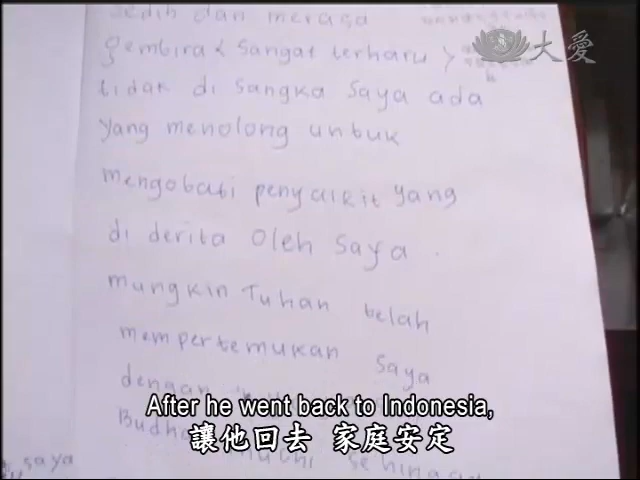 sedih dan merasa
gembira & sangat terharu >
tidak di sangka saya ada
yang menolong untuk
mengobati penyakit yang
di derita oleh saya.
mungkin Tuhan telah
mempertemukan saya
dengan
Budha
saya
大愛
After he went back to Indonesia,
讓他回去 家庭安定